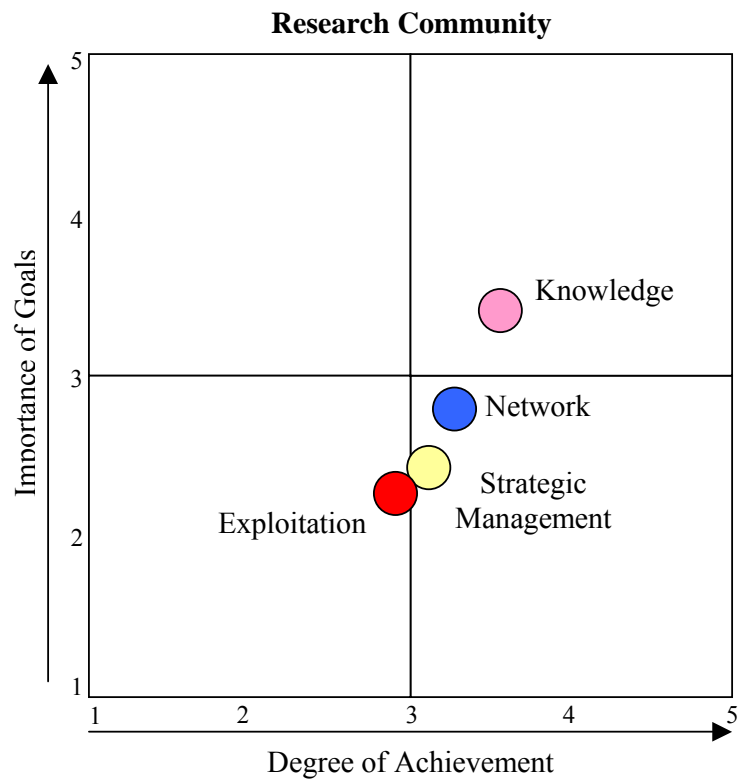 Research Community
5
4
3
2
1
Importance of Goals
Knowledge
Network
Strategic
Management
Exploitation
1 2 3 4 5
Degree of Achievement